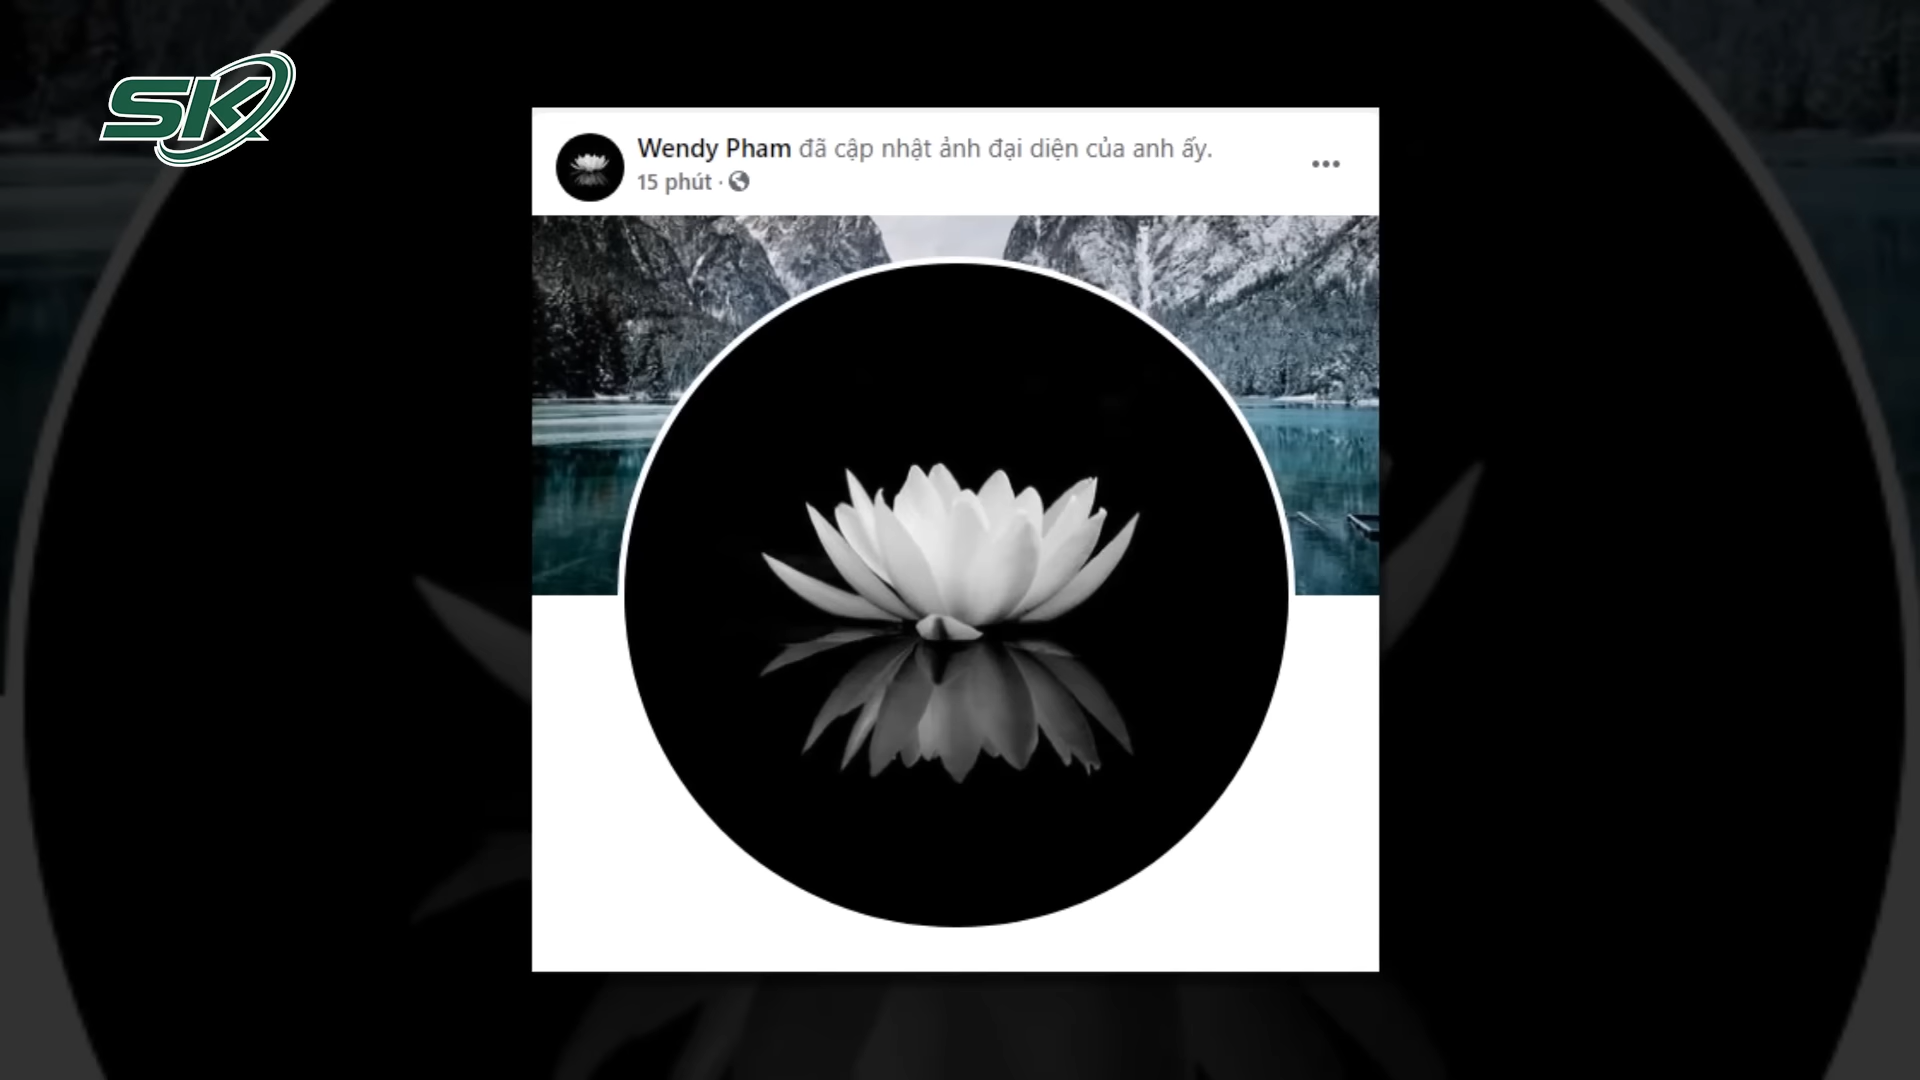 SK
Wendy Pham đã cập nhật ảnh đại diện của anh ấy.
15 phút ·